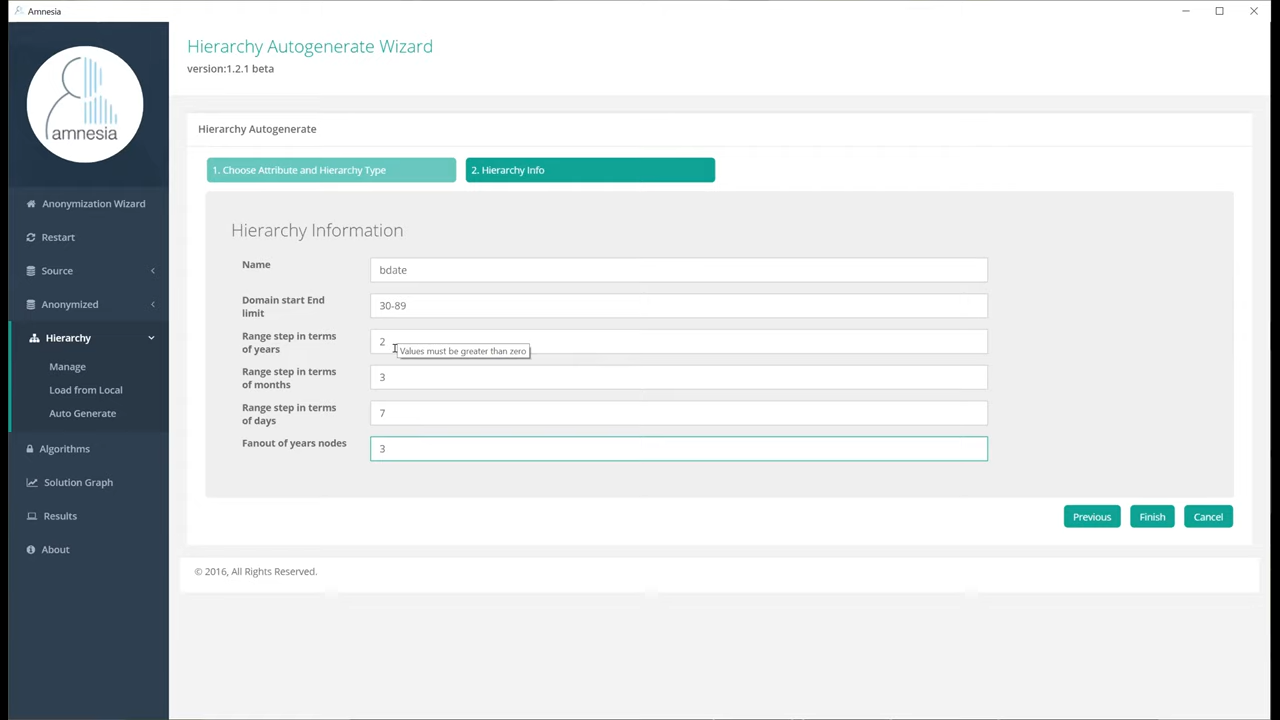 Amnesia
amnesia
Anonymization Wizard
Restart
Source
Anonymized
Hierarchy
Manage
Load from Local
Auto Generate
Algorithms
Solution Graph
Results
About
Hierarchy Autogenerate Wizard
version:1.2.1 beta
Hierarchy Autogenerate
1. Choose Attribute and Hierarchy Type
2. Hierarchy Info
Hierarchy Information
Name
bdate
Domain start End
limit
30-89
Range step in terms
of years
2
Values must be greater than zero
Range step in terms
of months
3
Range step in terms
of days
7
Fanout of years nodes
3
Previous
Finish
Cancel
© 2016, All Rights Reserved.